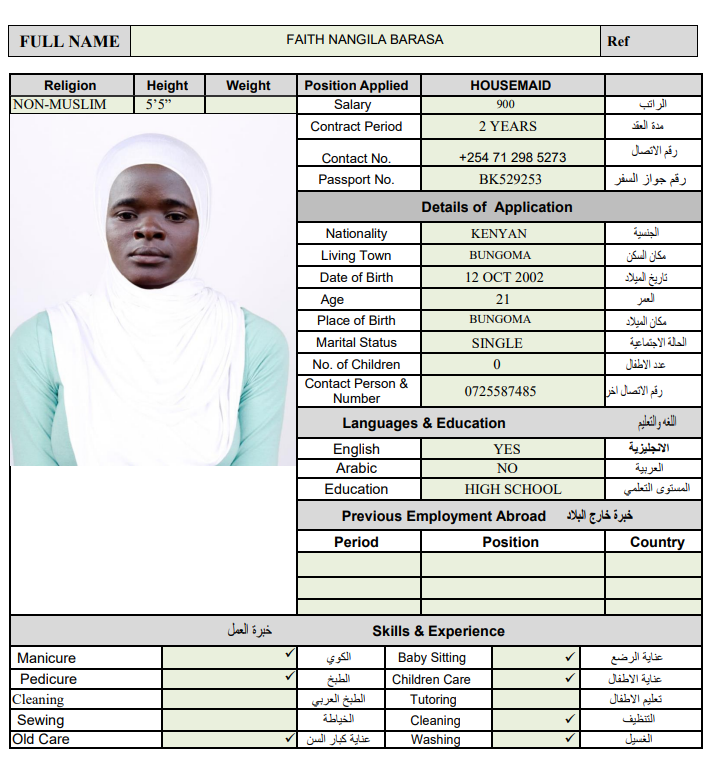 FULL NAME FAITH NANGILA BARASA Ref
Religion Height Weight Position Applied HOUSEMAID
NON-MUSLIM 5’5” Salary 900 الراتب
Contract Period 2 YEARS مدة العقد
Contact No. +254 71 298 5273 رقم الاتصال
Passport No. BK529253 رقم جواز السفر
Details of Application
Nationality KENYAN الجنسية
Living Town BUNGOMA مكان السكن
Date of Birth 12 OCT 2002 تاريخ الميلاد
Age 21 العمر
Place of Birth BUNGOMA مكان الميلاد
Marital Status SINGLE الحالة الاجتماعية
No. of Children 0 عدد الاطفال
Contact Person &
Number 0725587485 رقم الاتصال اخر
Languages & Education اللغه والتعليم
English YES الانجليزية
Arabic NO العربية
Education HIGH SCHOOL المستوى التعلمي
Previous Employment Abroad خبرة خارج البلاد
Period Position Country
خبرة العمل Skills & Experience
Manicure ✓ الكوي Baby Sitting ✓ عناية الرضع
Pedicure ✓ الطبخ Children Care ✓ عناية الاطفال
Cleaning الطبخ العربي Tutoring تعليم الاطفال
Sewing الخياطة Cleaning ✓ التنظيف
Old Care ✓ عناية كبار السن Washing ✓ الغسيل